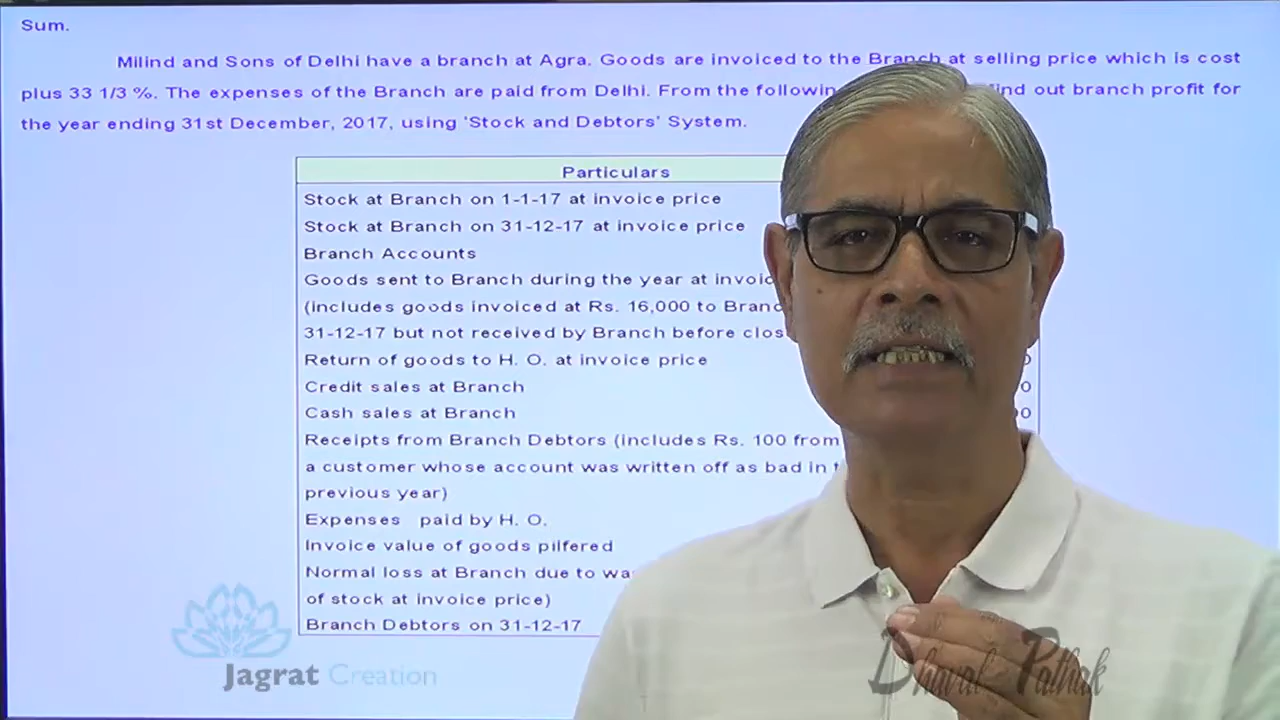 Sum.
Milind and Sons of Delhi have a branch at Agra. Goods are invoiced to the Branch at selling price which is cost
plus 33 1/3 %. The expenses of the Branch are paid from Delhi. From the ind out branch profit for
the year ending 31st December, 2017, using 'Stock and Debtors' System.
Particulars
Stock at Branch on 1-1-17 at invoice price
Stock at Branch on 31-12-17 at invoice price
Branch Accounts
Goods sent to Branch during the year at
(includes goods invoiced at Rs. 16,000 to
31-12-17 but not received by Branch before
Return of goods to H. O. at invoice price
Credit sales at Branch
Cash sales at Branch
Receipts from Branch Debtors (includes Rs. 100 from
a customer whose account was written off as bad in
previous year)
Expenses paid by H. O.
Invoice value of goods pilfered
Normal loss at Branch due to
of stock at invoice price)
Branch Debtors on 31-12-17
Jagrat Creation
Dhaval Pathak